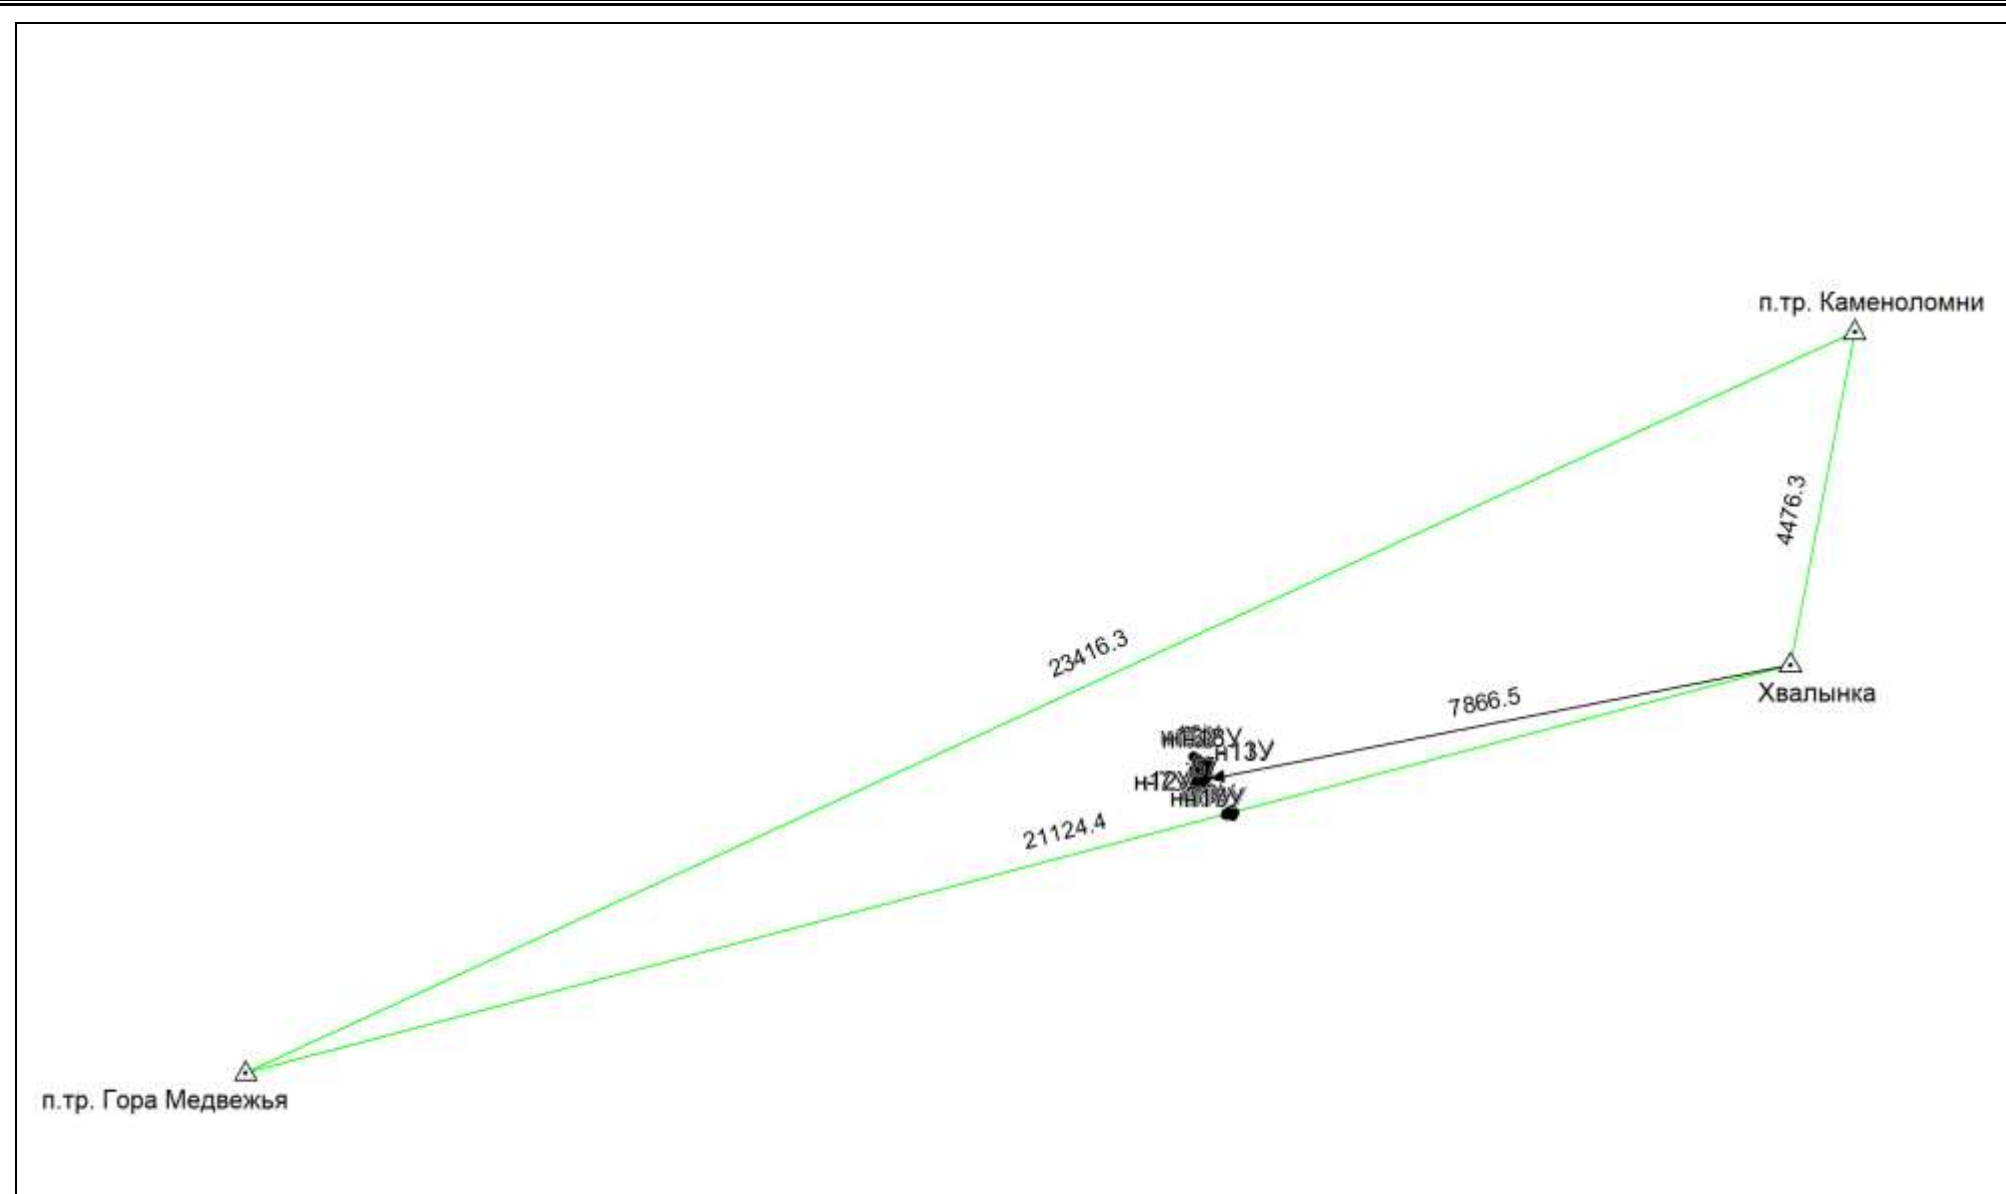 п.тр. Каменоломни
4476.3
23416.3
Хвалынка
7866.5
н13У
21124.4
п.тр. Гора Медвежья